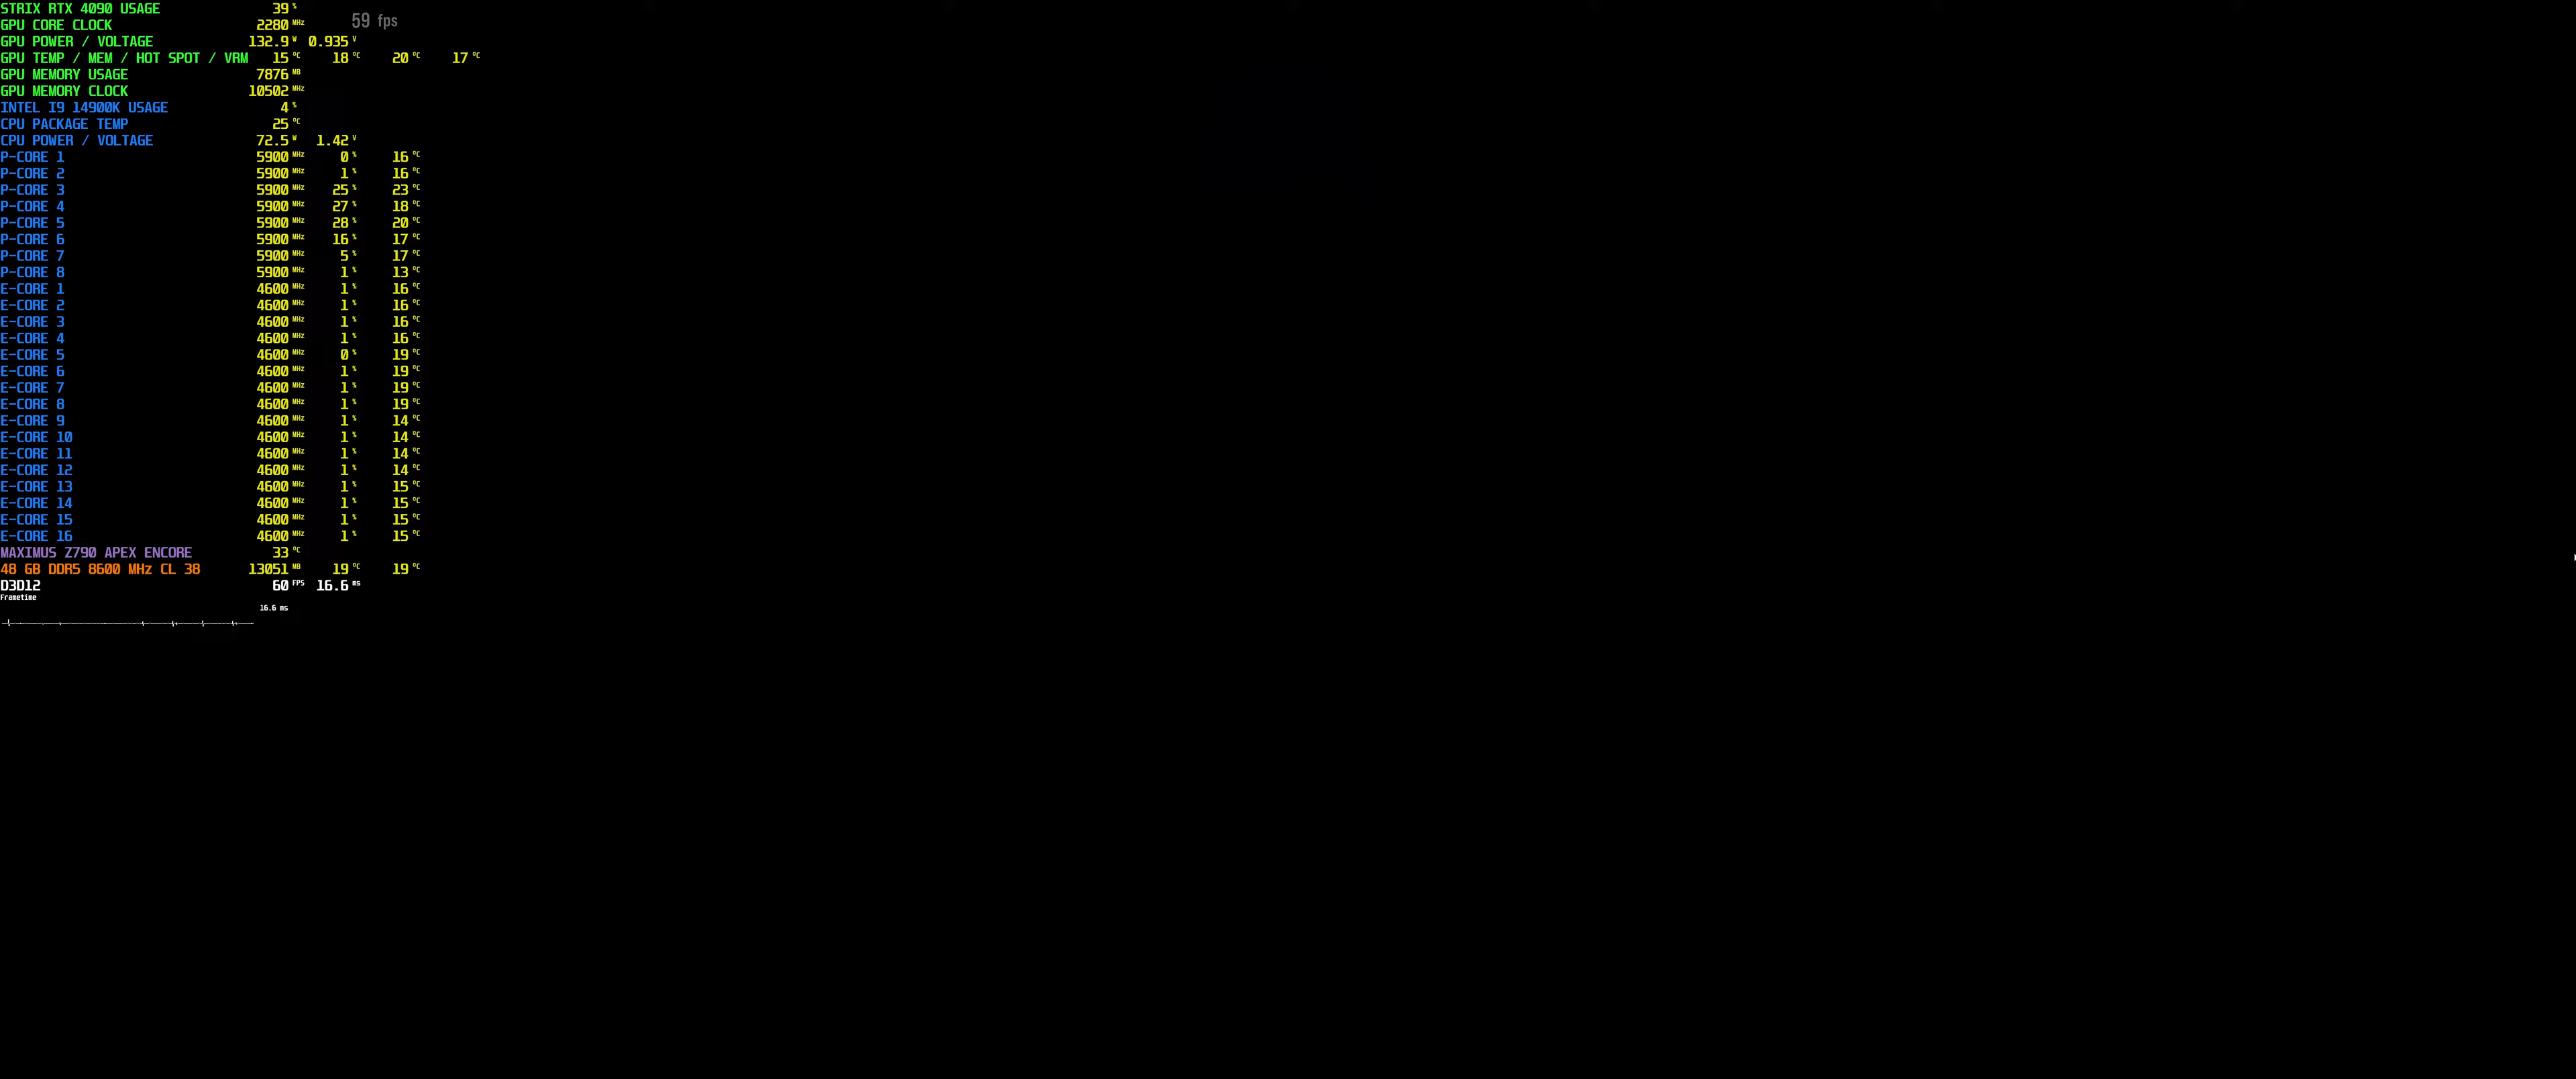 STRIX RTX 4090 USAGE 39 %
59 fps
GPU CORE CLOCK 2280 MHz
GPU POWER / VOLTAGE 132.9 W 0.935 V
GPU TEMP / MEM / HOT SPOT / VRM 15 °C 18 °C 20 °C 17 °C
GPU MEMORY USAGE 7876 MB
GPU MEMORY CLOCK 10502 MHz
INTEL I9 14900K USAGE 4 %
CPU PACKAGE TEMP 25 °C
CPU POWER / VOLTAGE 72.5 W 1.42 V
P-CORE 1 5900 MHz 0 % 16 °C
P-CORE 2 5900 MHz 1 % 16 °C
P-CORE 3 5900 MHz 25 % 23 °C
P-CORE 4 5900 MHz 27 % 18 °C
P-CORE 5 5900 MHz 28 % 20 °C
P-CORE 6 5900 MHz 16 % 17 °C
P-CORE 7 5900 MHz 5 % 17 °C
P-CORE 8 5900 MHz 1 % 13 °C
E-CORE 1 4600 MHz 1 % 16 °C
E-CORE 2 4600 MHz 1 % 16 °C
E-CORE 3 4600 MHz 1 % 16 °C
E-CORE 4 4600 MHz 1 % 16 °C
E-CORE 5 4600 MHz 0 % 19 °C
E-CORE 6 4600 MHz 1 % 19 °C
E-CORE 7 4600 MHz 1 % 19 °C
E-CORE 8 4600 MHz 1 % 19 °C
E-CORE 9 4600 MHz 1 % 14 °C
E-CORE 10 4600 MHz 1 % 14 °C
E-CORE 11 4600 MHz 1 % 14 °C
E-CORE 12 4600 MHz 1 % 14 °C
E-CORE 13 4600 MHz 1 % 15 °C
E-CORE 14 4600 MHz 1 % 15 °C
E-CORE 15 4600 MHz 1 % 15 °C
E-CORE 16 4600 MHz 1 % 15 °C
MAXIMUS Z790 APEX ENCORE 33 °C
48 GB DDR5 8600 MHz CL 38 13051 MB 19 °C 19 °C
D3D12 60 FPS 16.6 ms
Frametime
16.6 ms